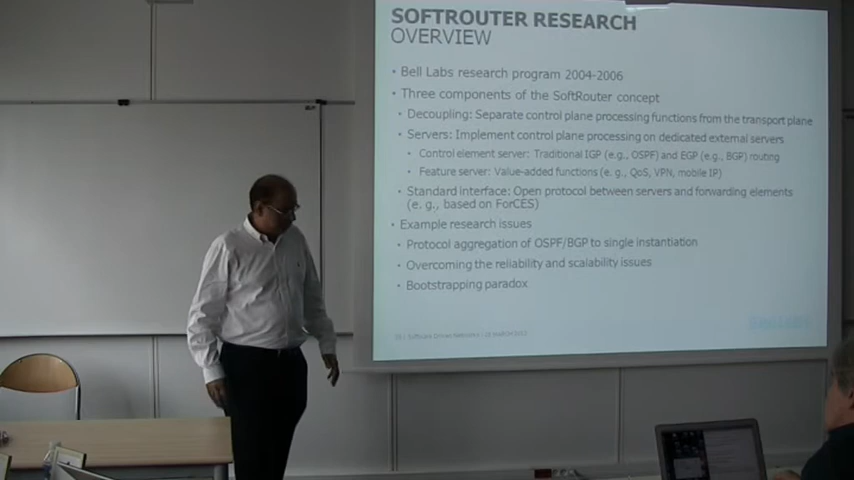 SOFTROUTER RESEARCH
OVERVIEW
• Bell Labs research program 2004-2006
• Three components of the SoftRouter concept
• Decoupling: Separate control plane processing functions from the transport plane
• Servers: Implement control plane processing on dedicated external servers
• Control element server: Traditional IGP (e.g., OSPF) and EGP (e.g., BGP) routing
• Feature server: Value-added functions (e. g., QoS, VPN, mobile IP)
• Standard interface: Open protocol between servers and forwarding elements
(e. g., based on ForCES)
• Example research issues
• Protocol aggregation of OSPF/BGP to single instantiation
• Overcoming the reliability and scalability issues
• Bootstrapping paradox